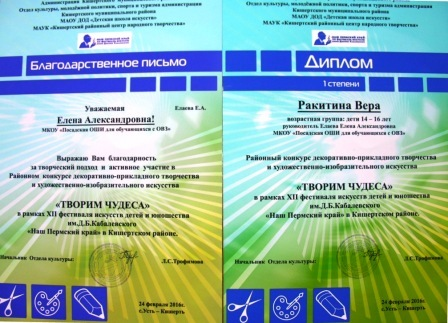 Администрация Кишертского муниципального района
Отдел культуры, молодёжной политики, спорта и туризма администрации
Кишертского муниципального района
МАОУ ДОД «Детская школа искусств»
МАУК «Кишертский районный центр народного творчества»
Благодарственное письмо
Уважаемая
Елаева Е.А.
Елена Александровна!
МКОУ «Посадская ОШИ для обучающихся с ОВЗ»
Выражаю Вам благодарность
за творческий подход и активное участие в
Районном конкурсе декоративно-прикладного творчества
и художественно-изобразительного искусства
«ТВОРИМ ЧУДЕСА»
в рамках XII фестиваля искусств детей и юношества
им.Д.Б.Кабалевского
«Наш Пермский край» в Кишертском районе.
Начальник Отдела культуры:
Л.С.Трофимова
24 февраля 2016г.
с.Усть – Кишерть
Отдел культуры, молодёжной политики, спорта и туризма администрации
Кишертского муниципального района
МАОУ ДОД «Детская школа искусств»
МАУК «Кишертский районный центр народного творчества»
Диплом
1 степени
Ракитина Вера
возрастная группа: дети 14 – 16 лет
руководитель Елаева Елена Александровна
МКОУ «Посадская ОШИ для обучающихся с ОВЗ»
Районный конкурс декоративно-прикладного творчества
и художественно-изобразительного искусства
«ТВОРИМ ЧУДЕСА»
в рамках XII фестиваля искусств детей и юношества
им.Д.Б.Кабалевского
«Наш Пермский край» в Кишертском районе.
Начальник Отдела культуры:
Л.С.Трофимова
24 февраля 2016г.
с.Усть – Кишерть